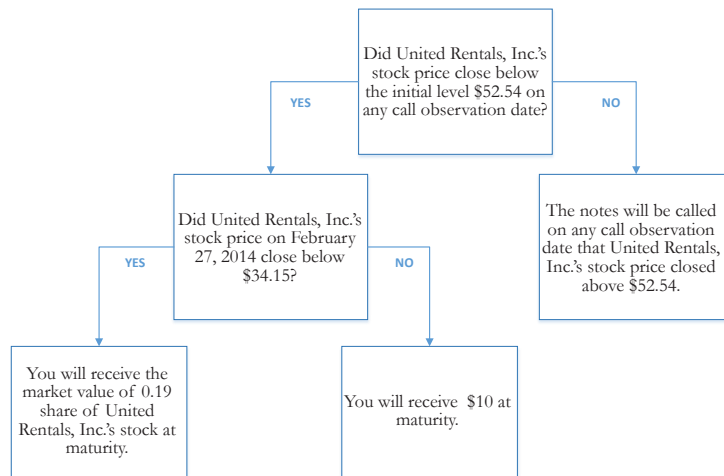 Did United Rentals, Inc.'s
stock price close below
the initial level $52.54 on
any call observation date?
YES
NO
Did United Rentals, Inc.'s
stock price on February
27, 2014 close below
$34.15?
The notes will be called
on any call observation
date that United Rentals,
Inc.'s stock price closed
above $52.54.
YES
NO
You will receive the
market value of 0.19
share of United
Rentals, Inc.'s stock at
maturity.
You will receive $10 at
maturity.